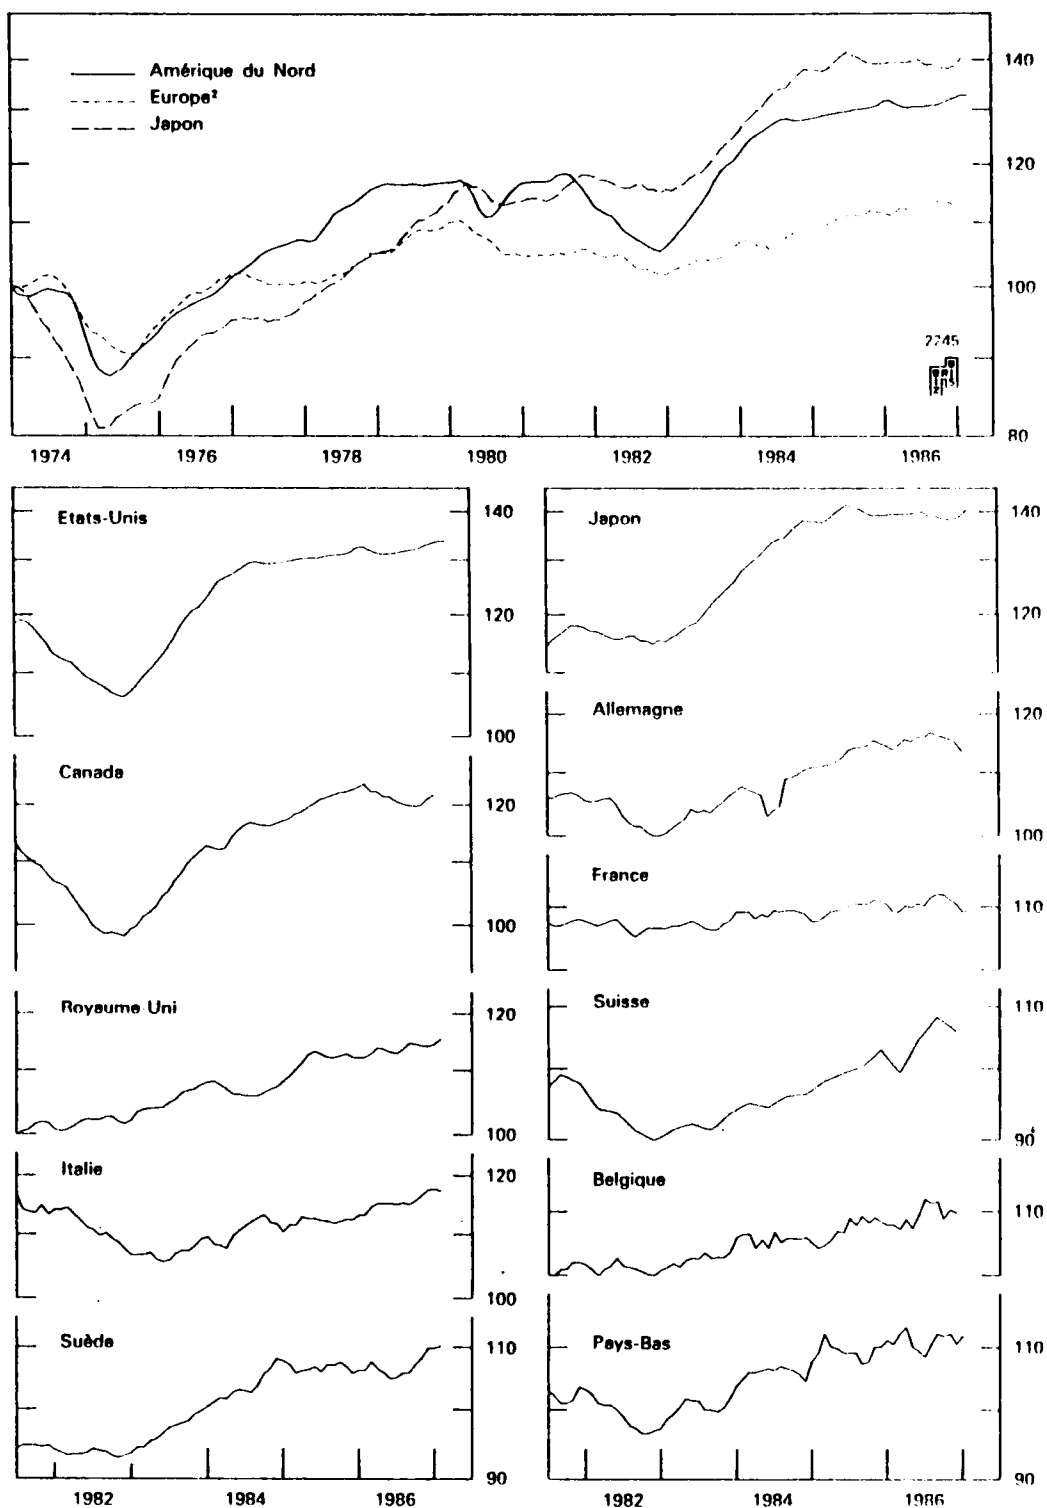 Amérique du Nord
Europe²
Japon
140
120
100
80
2245
1974 1976 1978 1980 1982 1984 1986
Etats-Unis
140
120
100
Japon
140
120
Allemagne
120
100
Canada
120
100
France
110
Royaume Uni
120
100
Suisse
110
90
Italie
120
100
Belgique
110
Suède
110
90
Pays-Bas
110
90
1982 1984 1986
1982 1984 1986